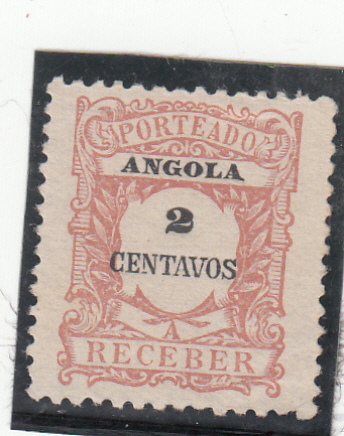 PORTEADO
ANGOLA
2
CENTAVOS
A
RECEBER